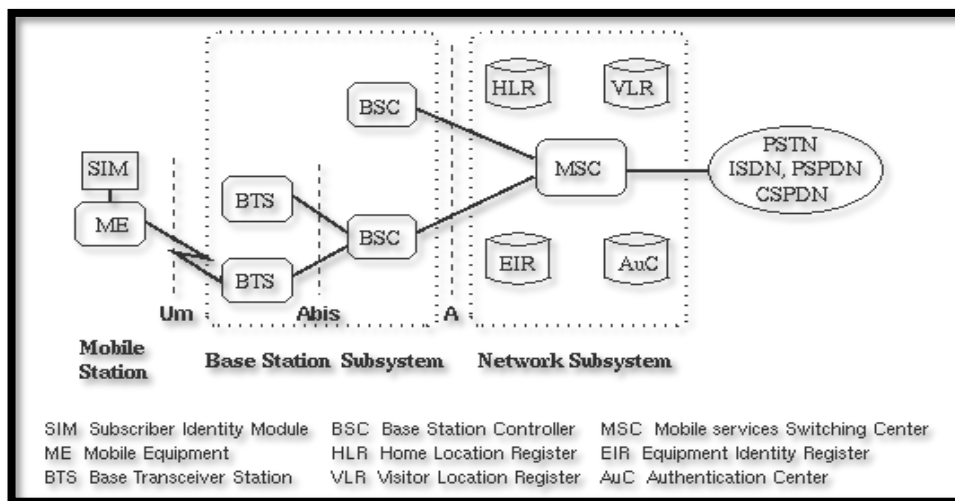 HLR VLR
BSC
PSTN
ISDN, PSPDN
CSPDN
SIM
MSC
BTS
ME
BSC
EIR AuC
BTS
Um Abis A
Mobile
Station
Base Station Subsystem
Network Subsystem
SIM Subscriber Identity Module BSC Base Station Controller MSC Mobile services Switching Center
ME Mobile Equipment HLR Home Location Register EIR Equipment Identity Register
BTS Base Transceiver Station VLR Visitor Location Register AuC Authentication Center